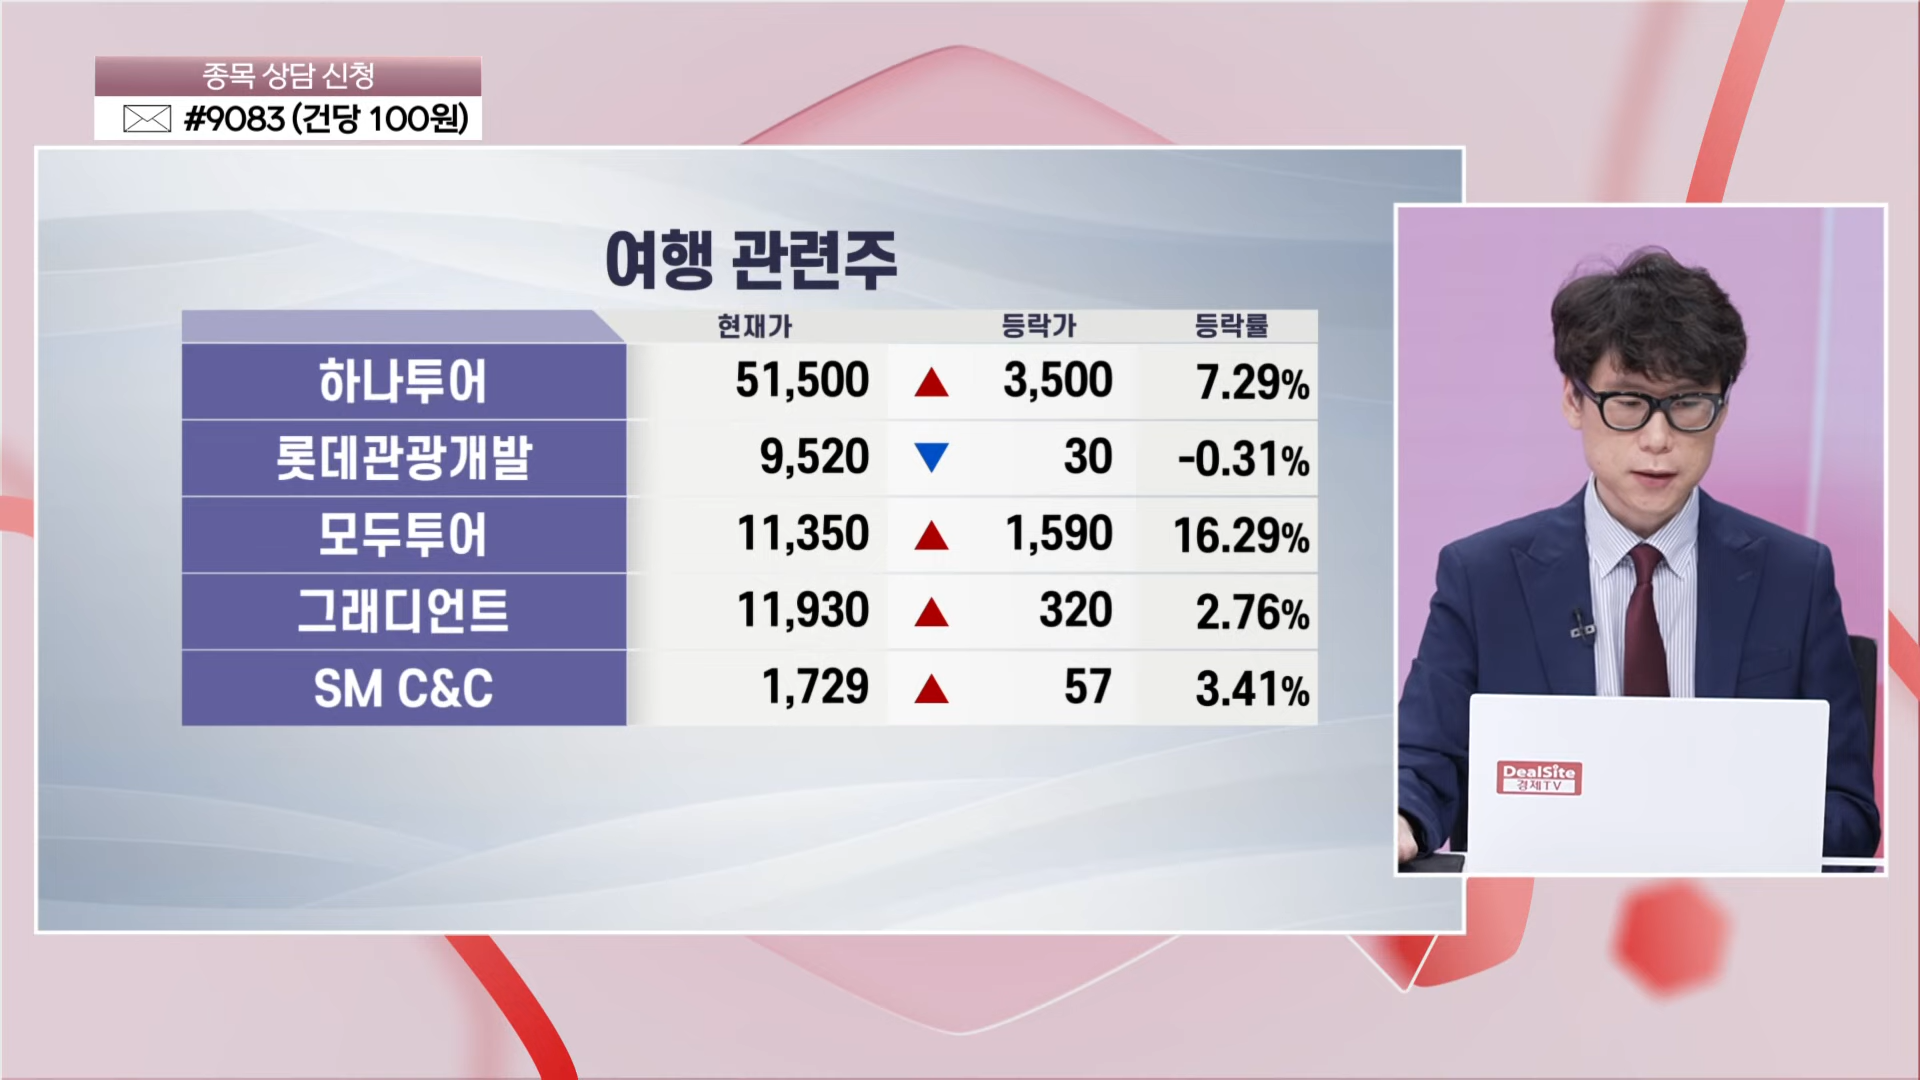 종목 상담 신청
#9083 (건당 100원)
여행 관련주
현재가 등락가 등락률
하나투어 51,500 ▲ 3,500 7.29%
롯데관광개발 9,520 ▼ 30 -0.31%
모두투어 11,350 ▲ 1,590 16.29%
그래디언트 11,930 ▲ 320 2.76%
SM C&C 1,729 ▲ 57 3.41%
DealSite
경제TV